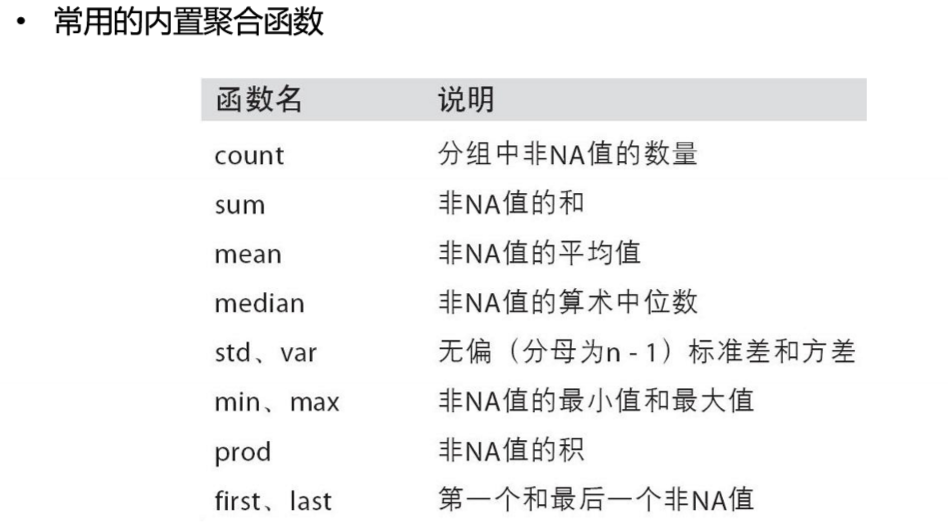 • 常用的内置聚合函数
函数名 说明
count 分组中非NA值的数量
sum 非NA值的和
mean 非NA值的平均值
median 非NA值的算术中位数
std、var 无偏（分母为n - 1）标准差和方差
min、max 非NA值的最小值和最大值
prod 非NA值的积
first、last 第一个和最后一个非NA值